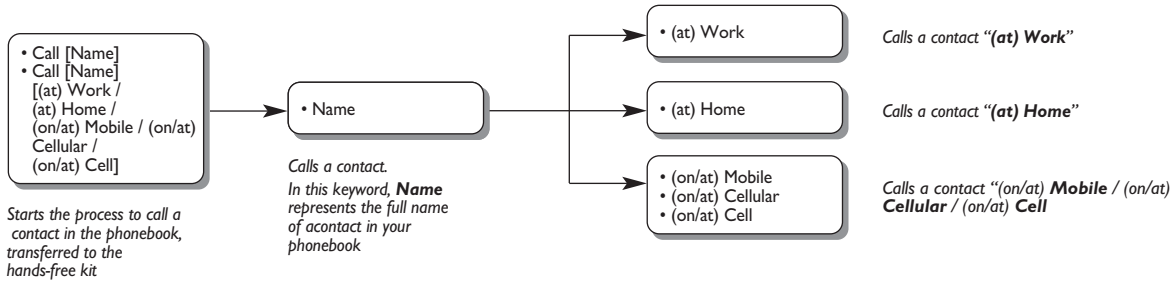 • Call [Name]
• Call [Name]
[(at) Work /
(at) Home /
(on/at) Mobile / (on/at)
Cellular /
(on/at) Cell]
Starts the process to call a
contact in the phonebook,
transferred to the
hands-free kit
• Name
Calls a contact.
In this keyword, Name
represents the full name
of acontact in your
phonebook
• (at) Work
Calls a contact “(at) Work”
• (at) Home
Calls a contact “(at) Home”
• (on/at) Mobile
• (on/at) Cellular
• (on/at) Cell
Calls a contact “(on/at) Mobile / (on/at)
Cellular / (on/at) Cell